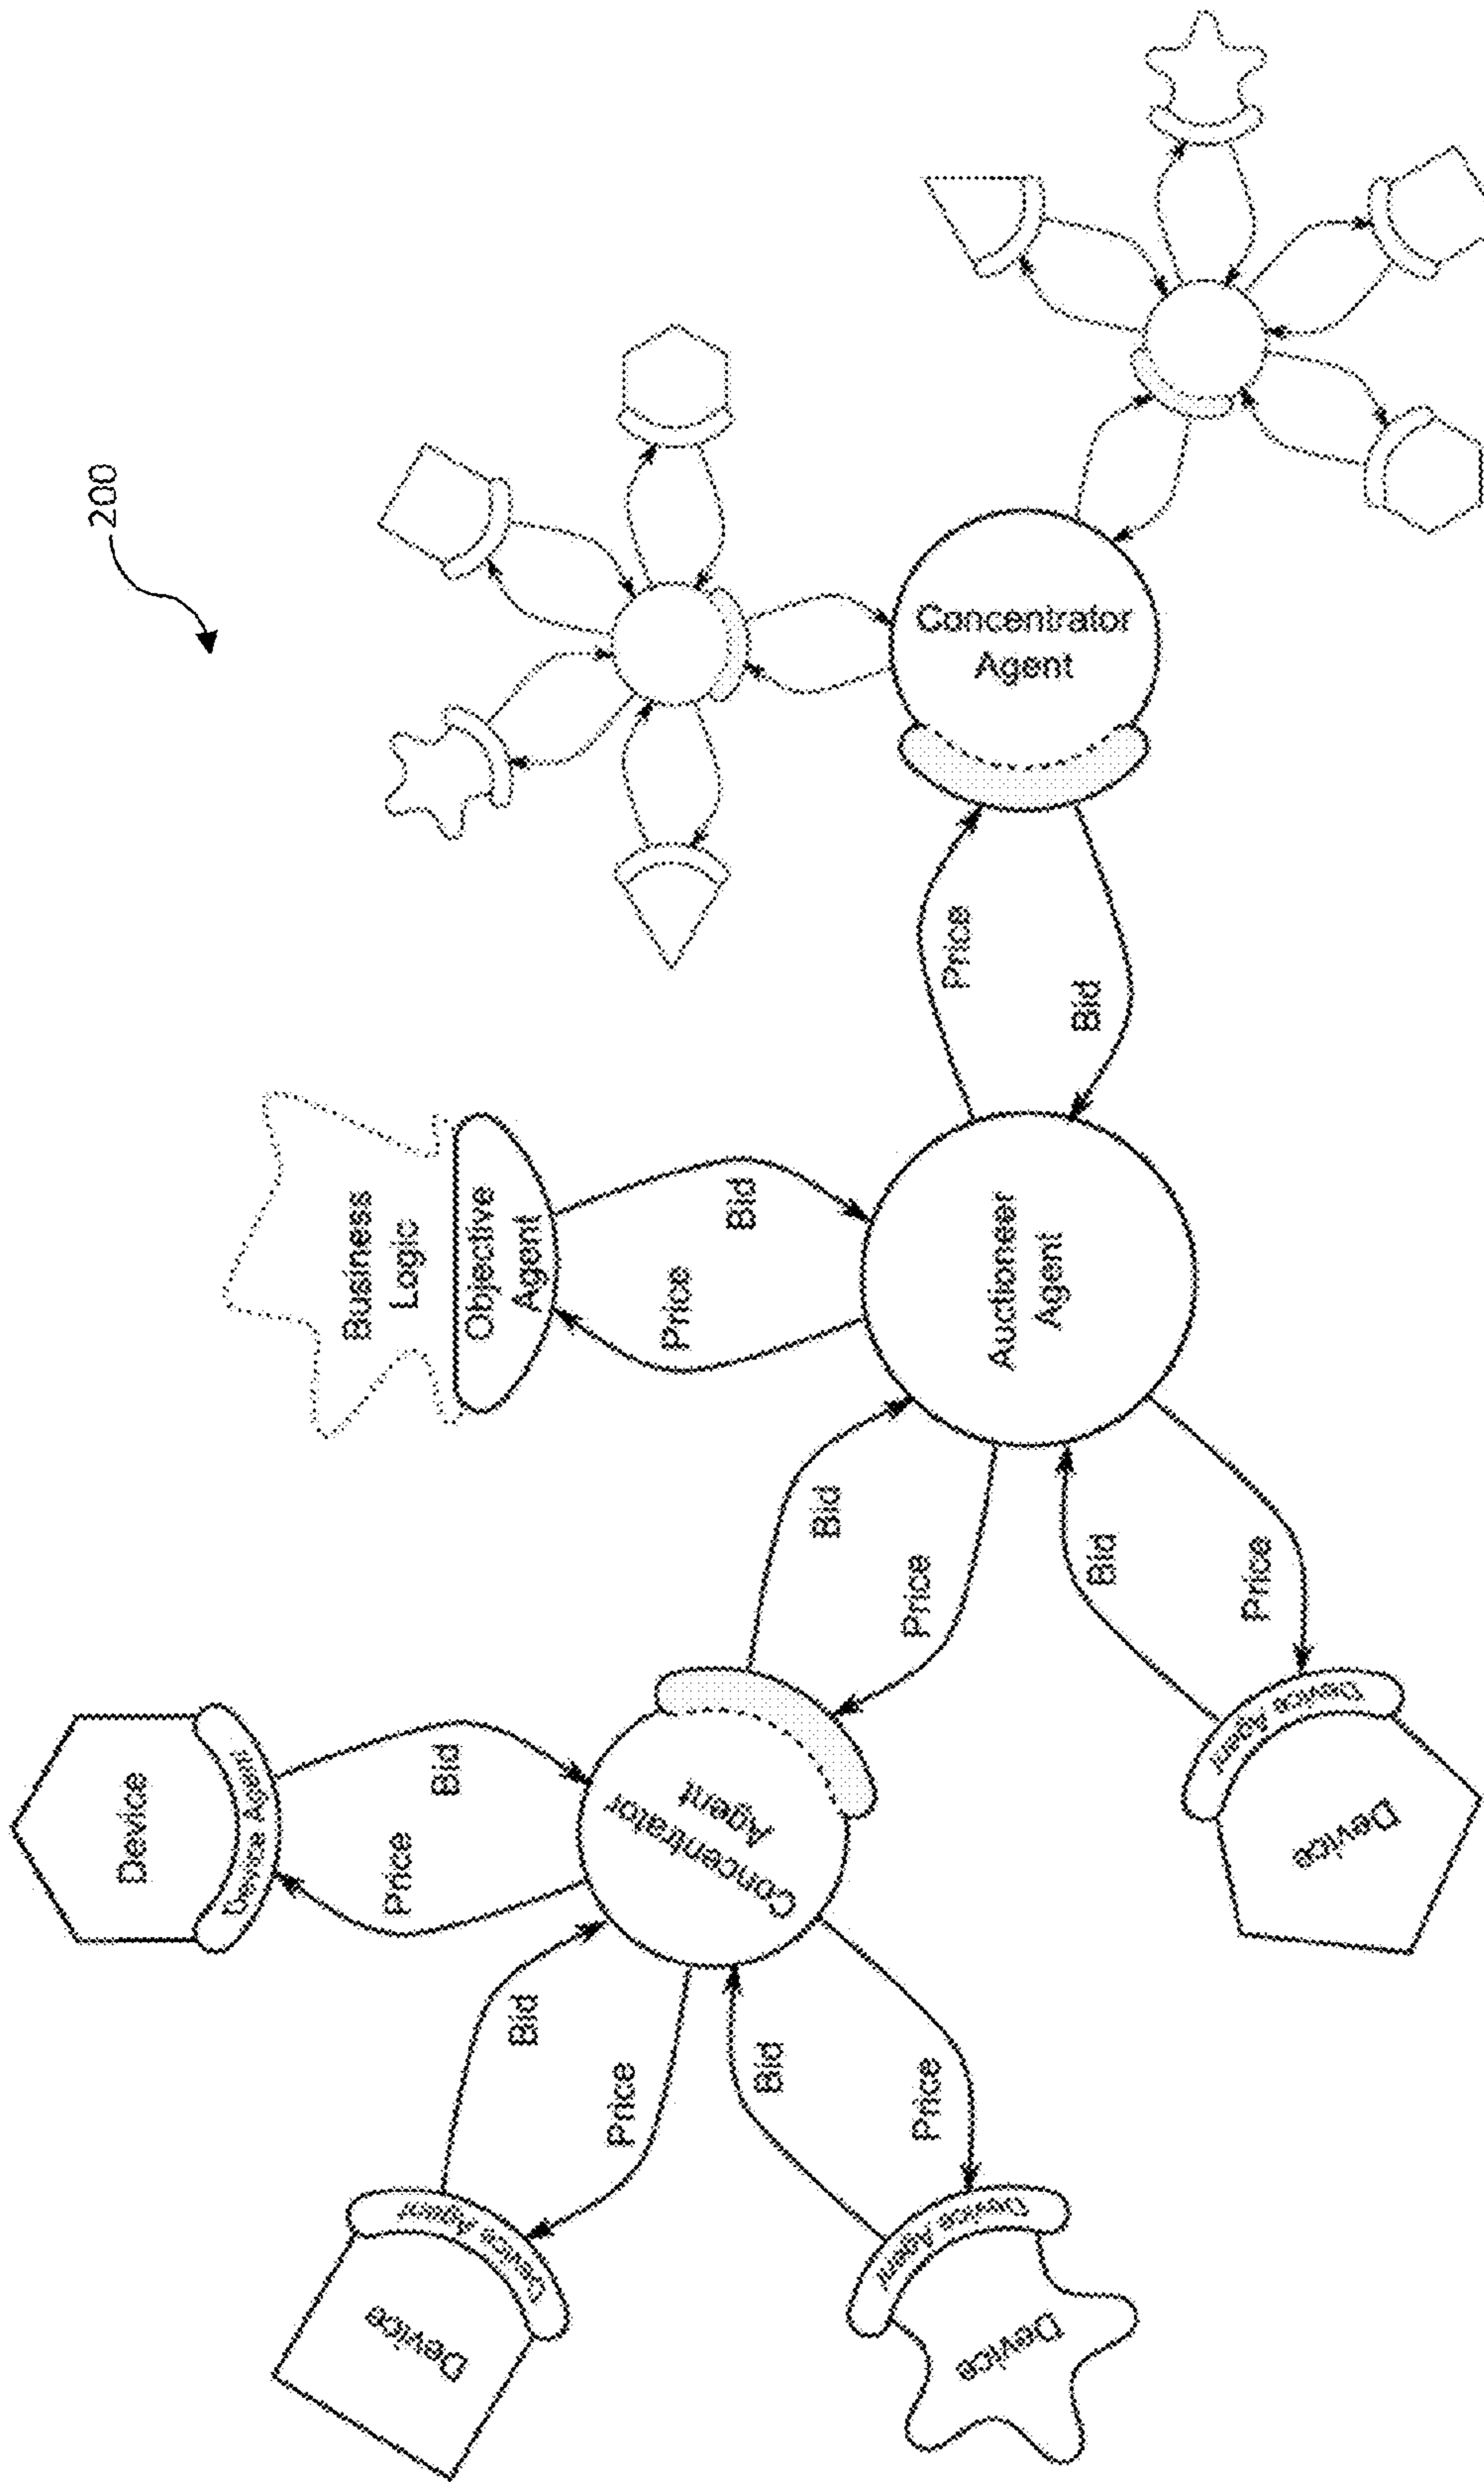 200
Device
Device Agent
Price
Bid
Device
Device Agent
Bid
Price
Concentrator
Agent
Device
Device Agent
Bid
Price
Bid
Price
Business
Logic
Objective
Agent
Price
Bid
Auctioneer
Agent
Device
Device Agent
Bid
Price
Price
Bid
Concentrator
Agent